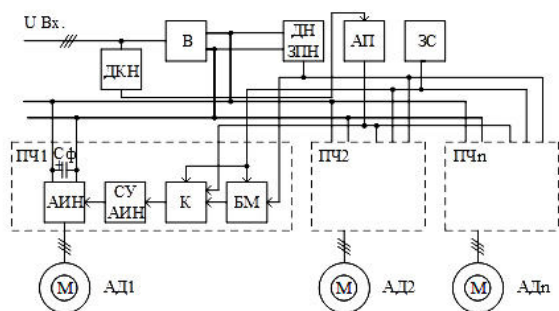 U Вх.
В
ДН
ЗПН
АП
ЗС
ДКН
ПЧ1
Сф
АИН
СУ
АИН
К
БМ
ПЧ2
ПЧn
М
АД1
М
АД2
М
АДn